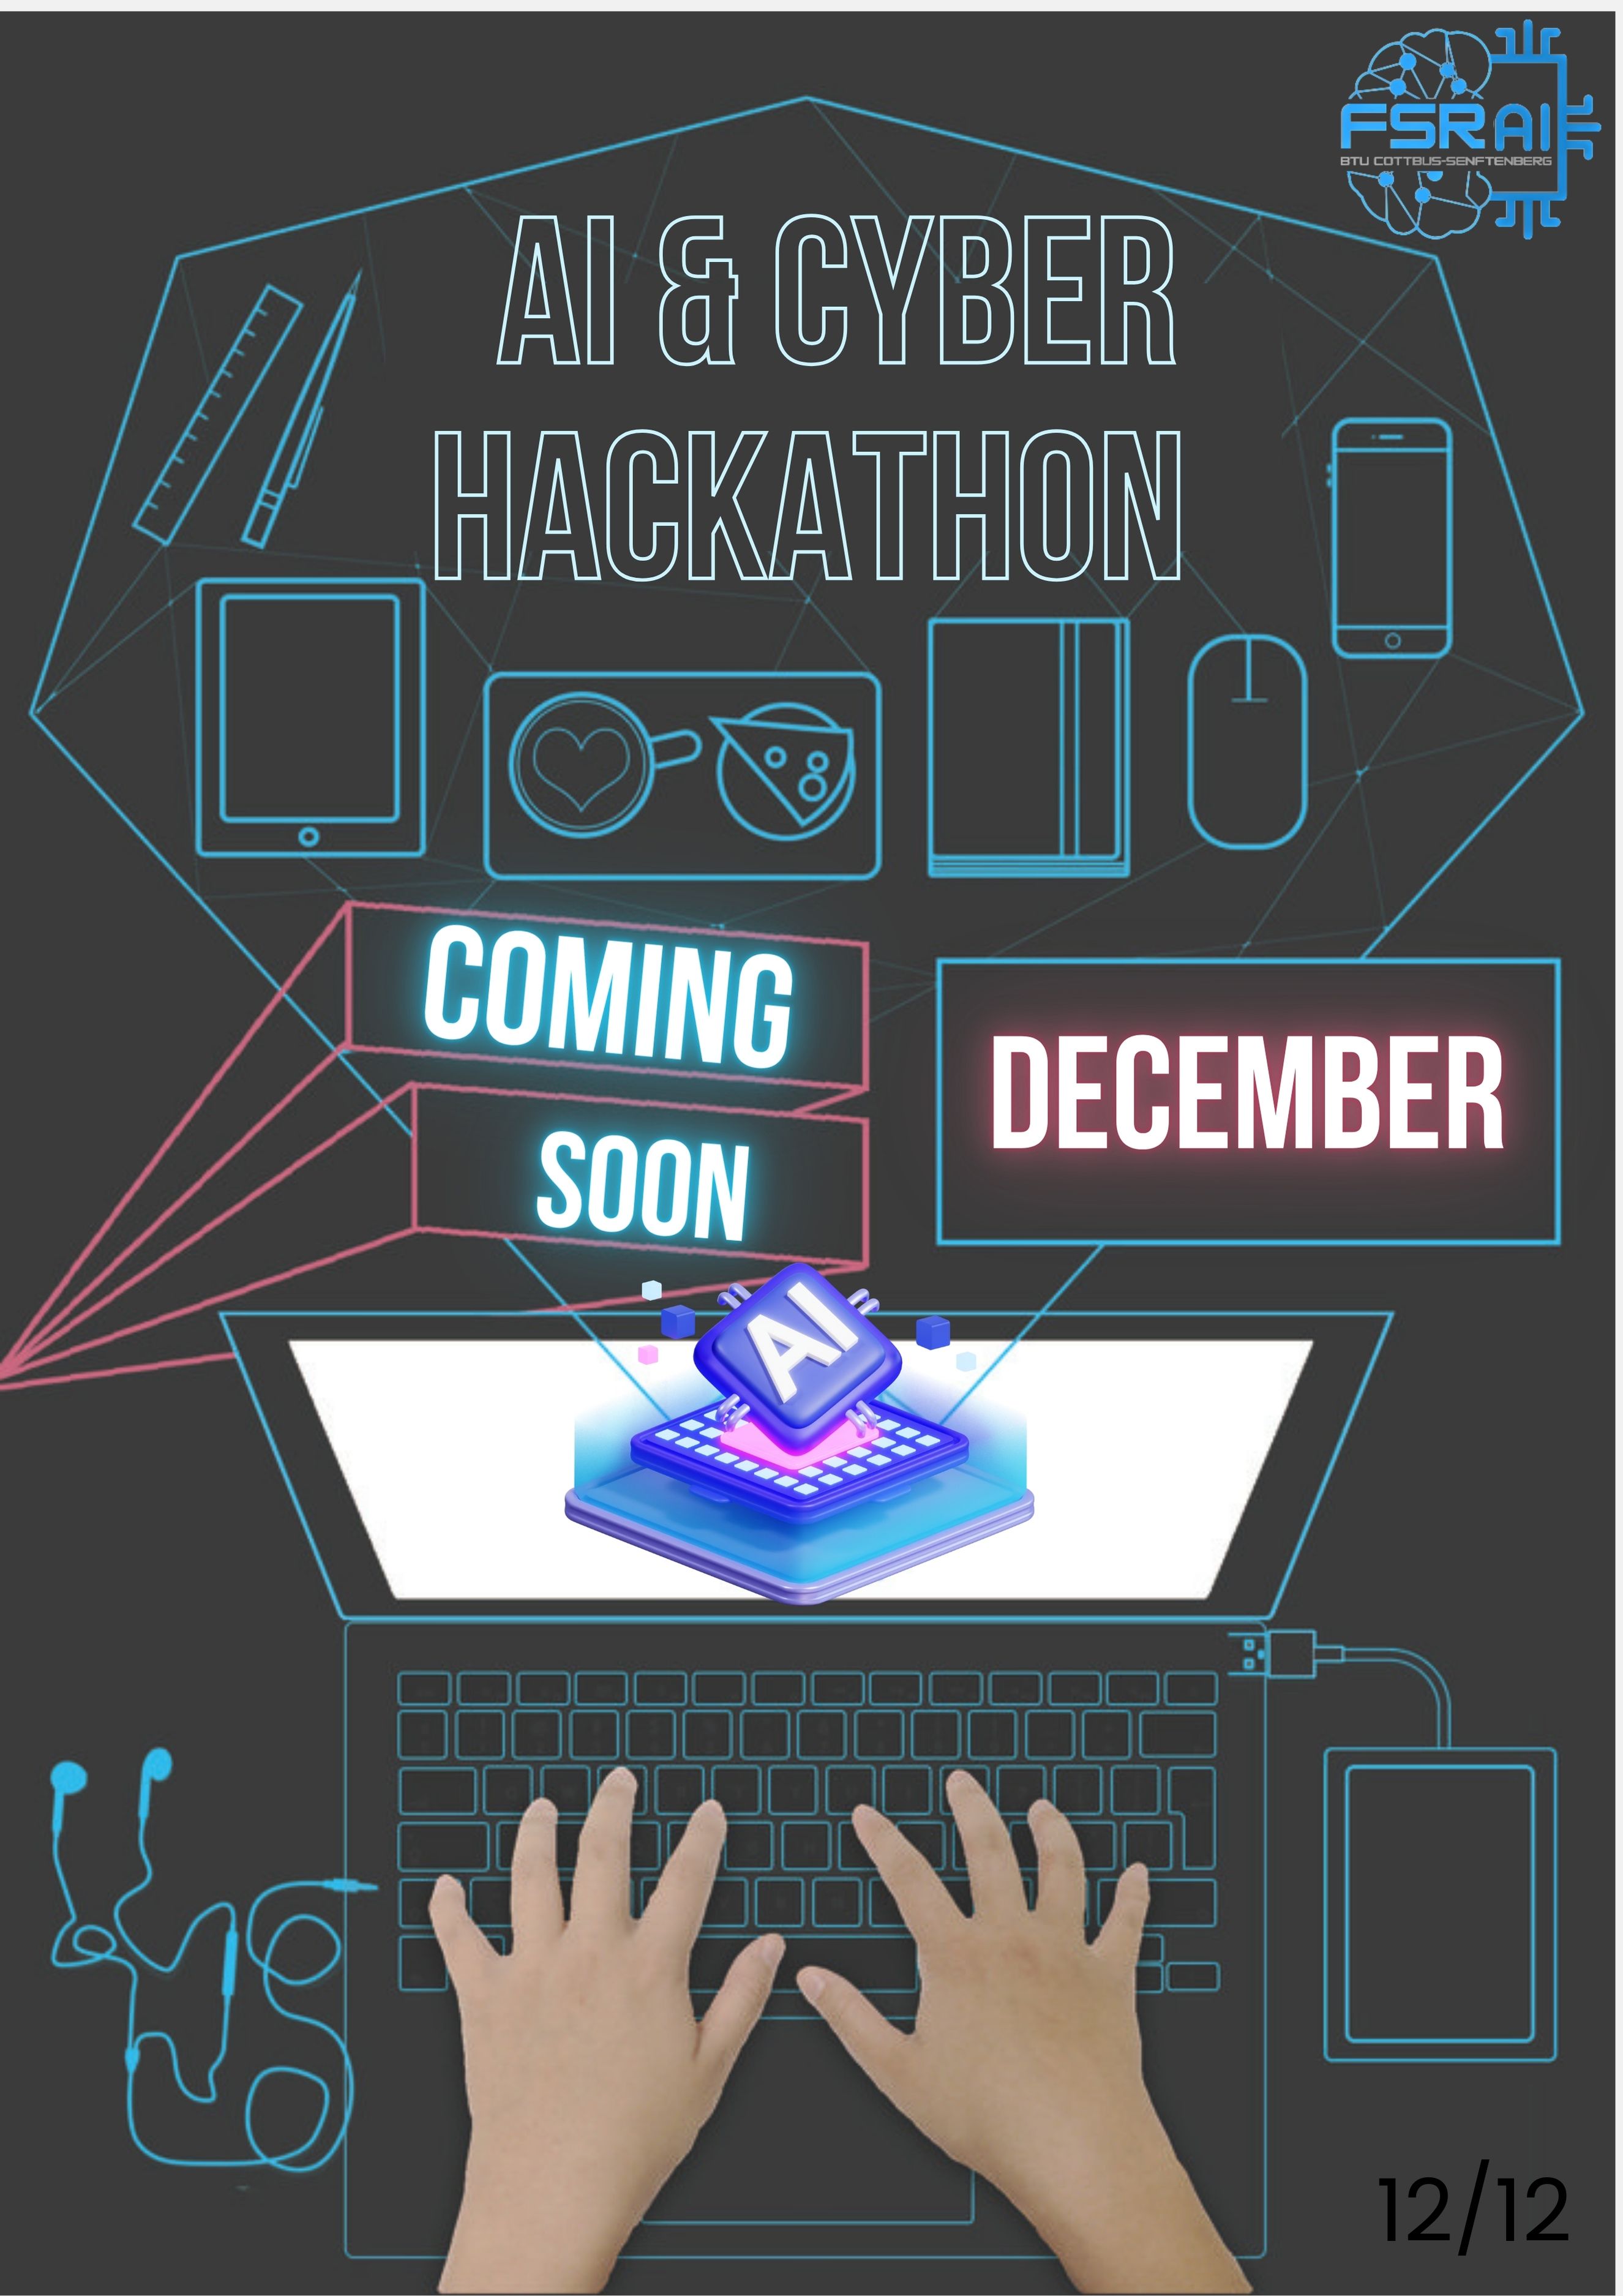 FSR AI
BTU COTTBUS-SENFTENBERG
AI & CYBER
HACKATHON
COMING
SOON
DECEMBER
AI
12/12